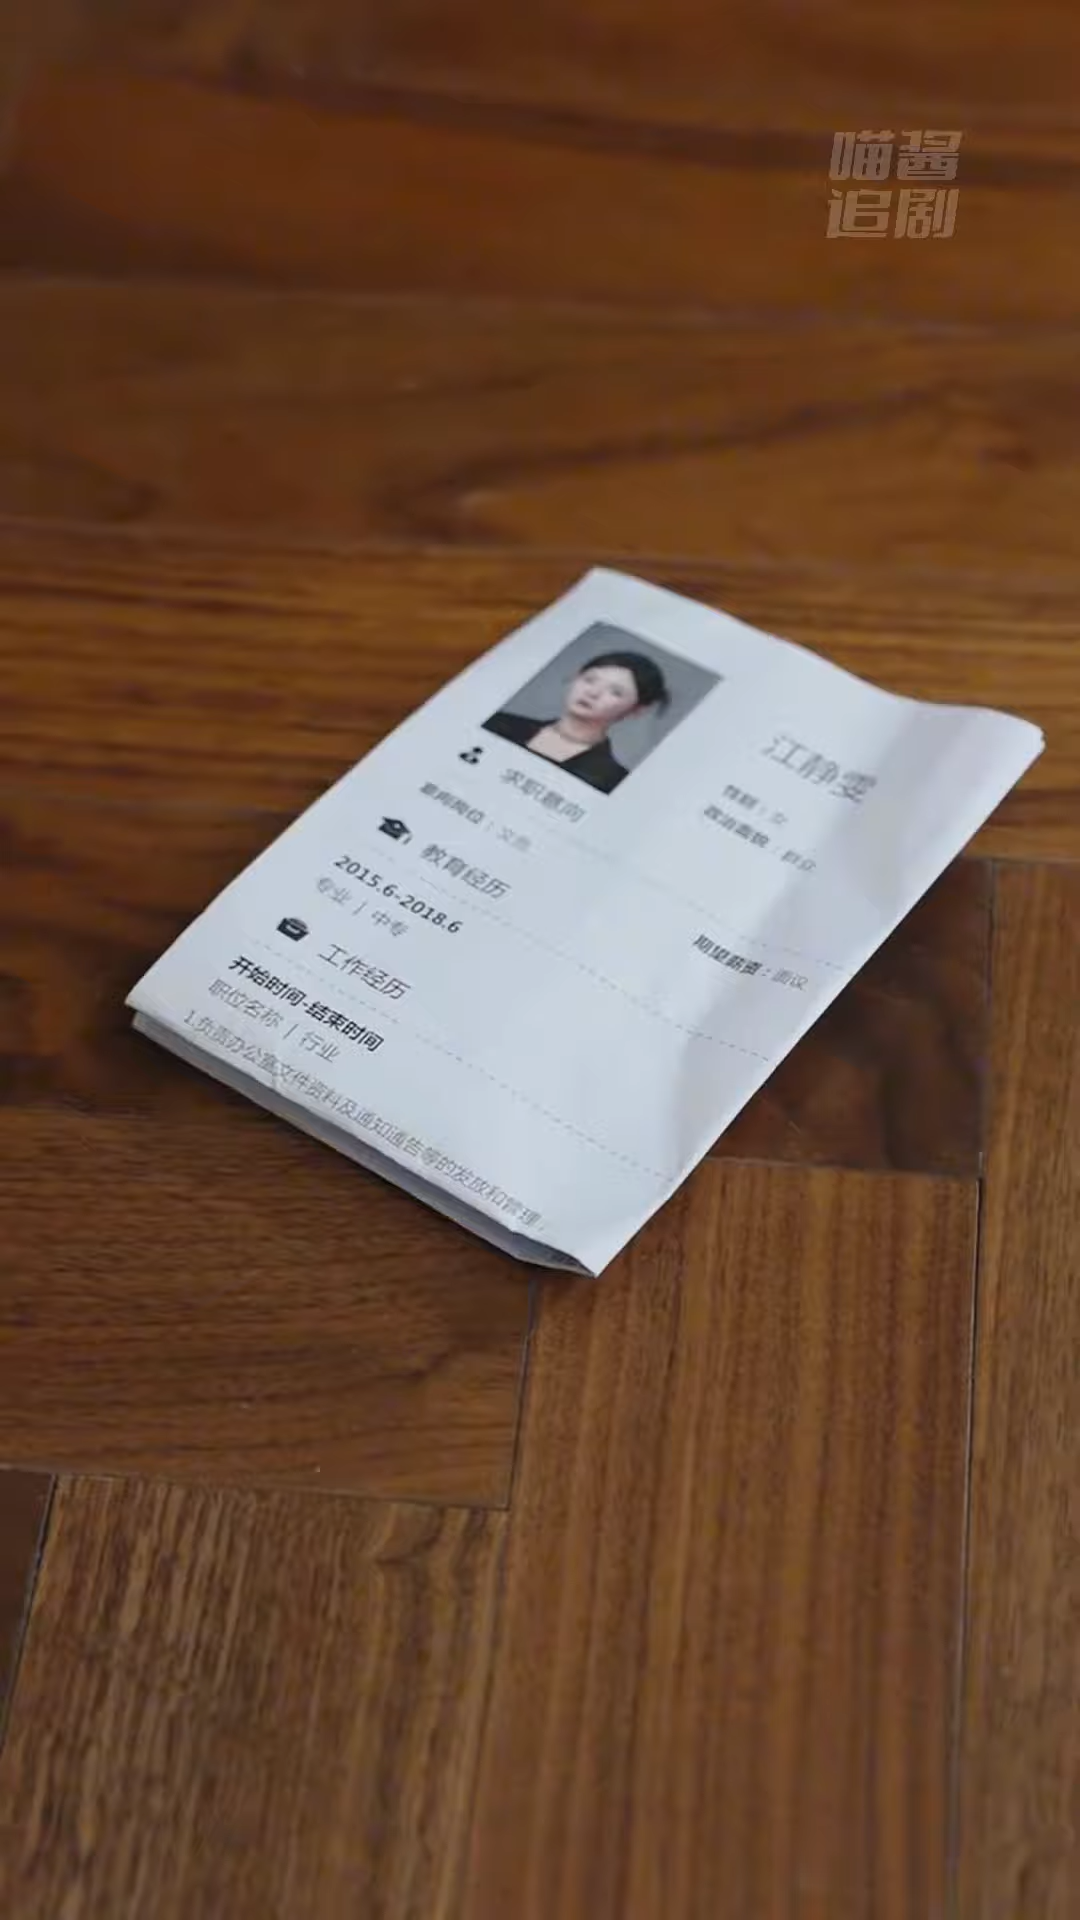 喵酱
追剧
江静雯
性别：女
政治面貌：群众
求职意向
意向岗位｜文员
期望薪资：面议
教育经历
2015.6-2018.6
专业｜中专
工作经历
开始时间-结束时间
职位名称｜行业
1.负责办公室文件资料及通知通告等的发放和管理，